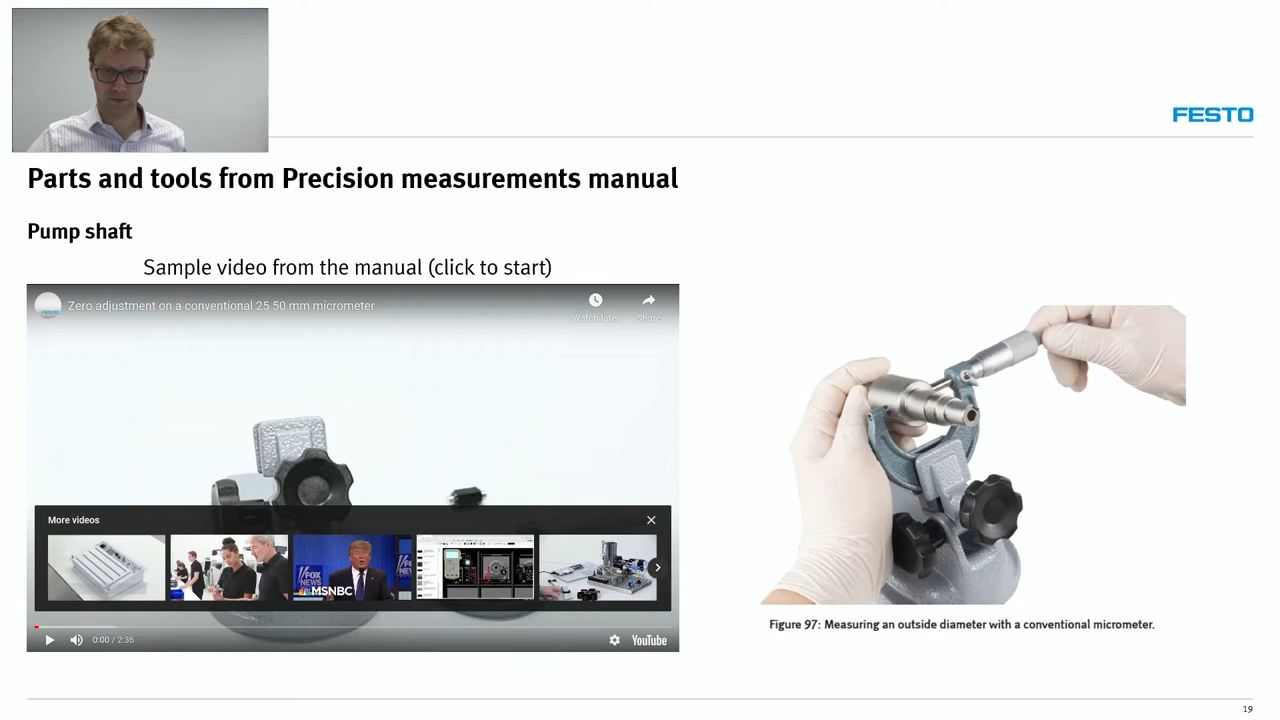 FESTO
Parts and tools from Precision measurements manual
Pump shaft
Sample video from the manual (click to start)
FESTO
Zero adjustment on a conventional 25 50 mm micrometer
Watch later
Share
More videos
FOX
NEWS
MSNBC
0:00 / 2:36
YouTube
Figure 97: Measuring an outside diameter with a conventional micrometer.
19